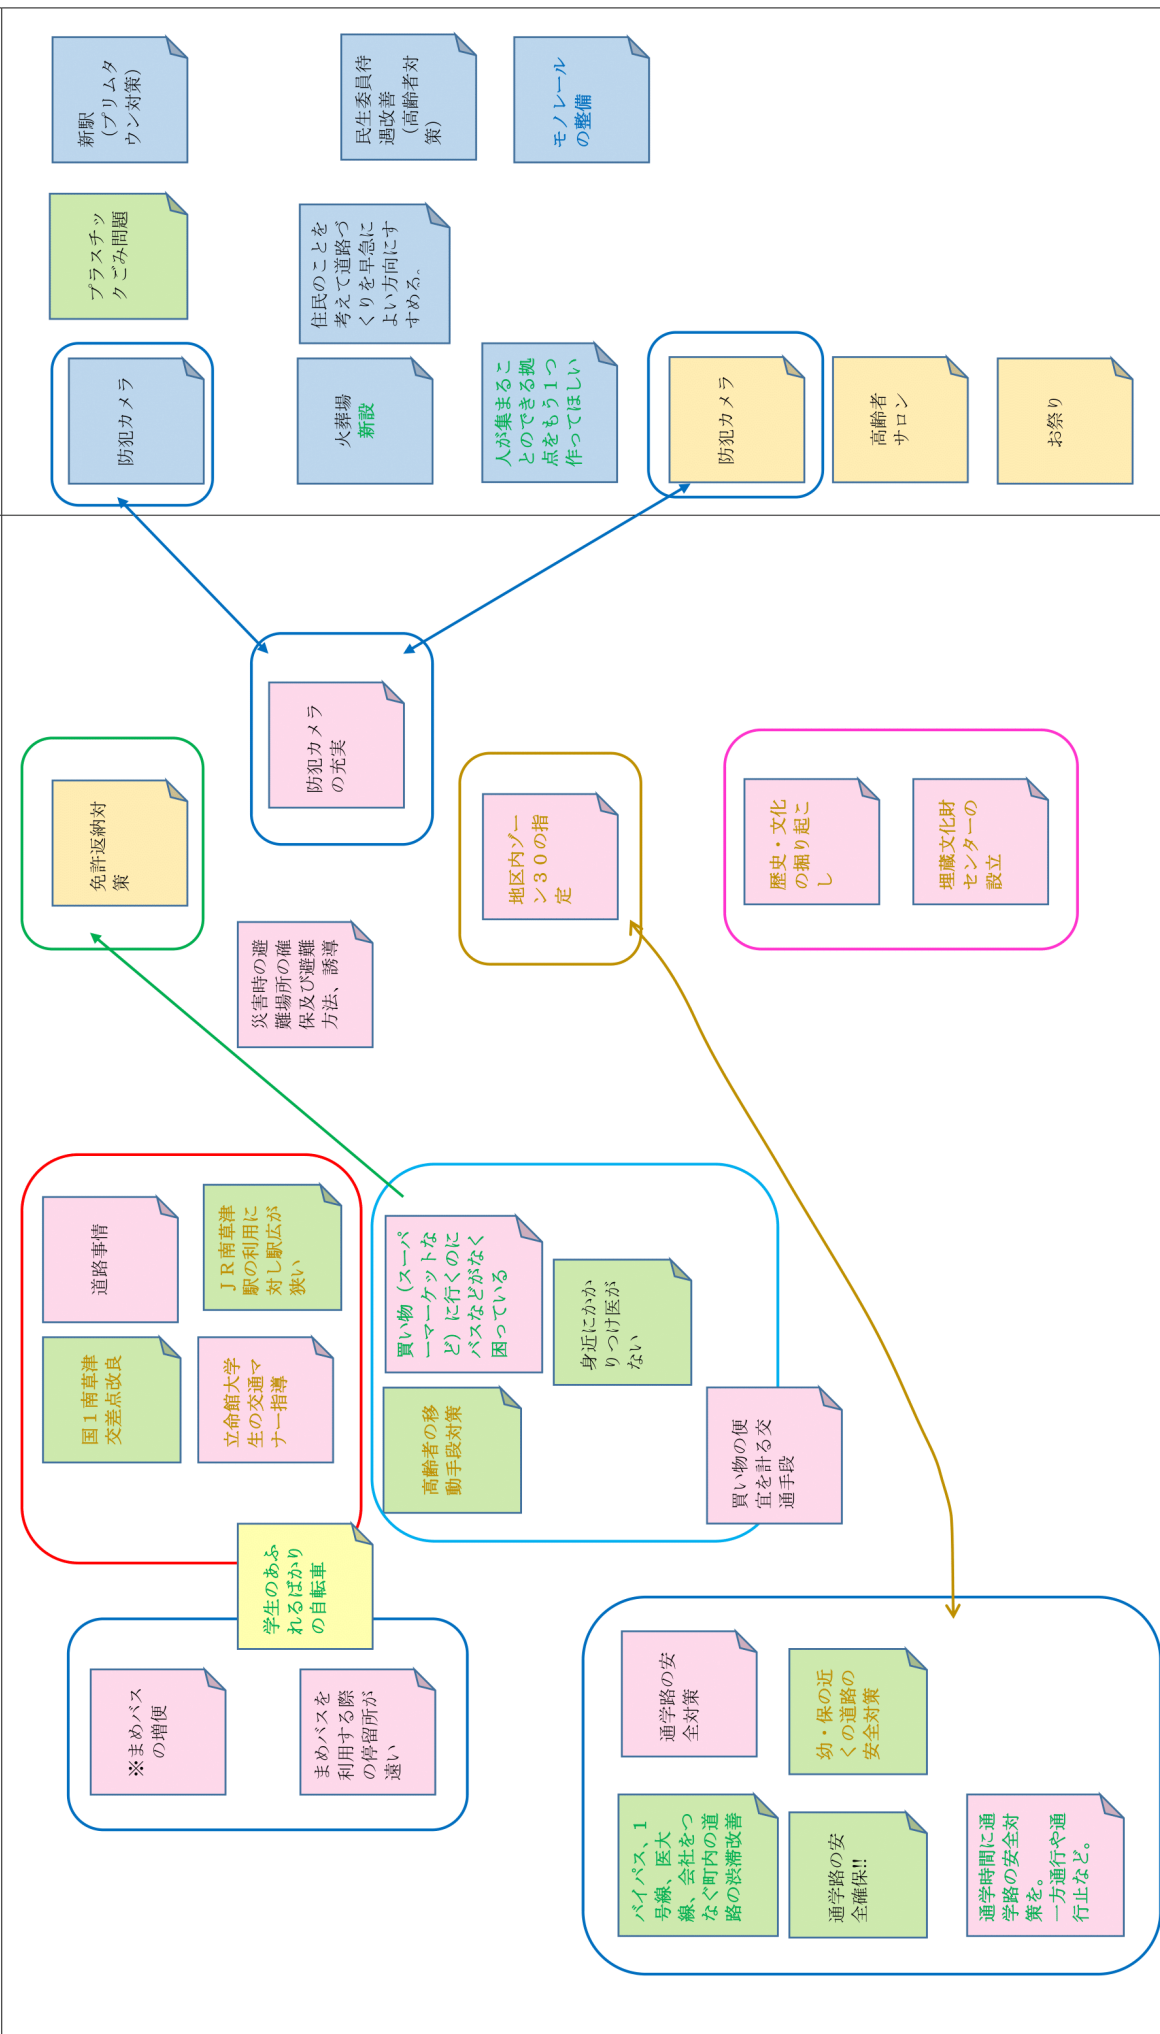 ※まめバス
の増便
まめバスを
利用する際
の停留所が
遠い
学生のあふ
れるばかり
の自転車
国１南草津
交差点改良
道路事情
立命館大学
生の交通マ
ナー指導
ＪＲ南草津
駅の利用に
対し駅広が
狭い
免許返納対
策
災害時の避
難場所の確
保及び避難
方法、誘導
防犯カメラ
の充実
高齢者の移
動手段対策
買い物（スーパ
ーマーケットな
ど）に行くのに
バスなどがなく
困っている
身近にかか
りつけ医が
ない
買い物の便
宜を計る交
通手段
地区内ゾー
ン３０の指
定
バイパス、１
号線、医大
線、会社をつ
なぐ町内の道
路の渋滞改善
通学路の安
全対策
通学路の安
全確保!!
幼・保の近
くの道路の
安全対策
通学時間に通
学路の安全対
策を。
一方通行や通
行止など。
歴史・文化
の掘り起こ
し
埋蔵文化財
センターの
設立
防犯カメラ
プラスチッ
クごみ問題
新駅
（プリムタ
ウン対策）
火葬場
新設
住民のことを
考えて道路づ
くりを早急に
よい方向にす
すめる。
民生委員待
遇改善
（高齢者対
策）
人が集まるこ
とのできる拠
点をもう１つ
作ってほしい
モノレール
の整備
防犯カメラ
高齢者
サロン
お祭り